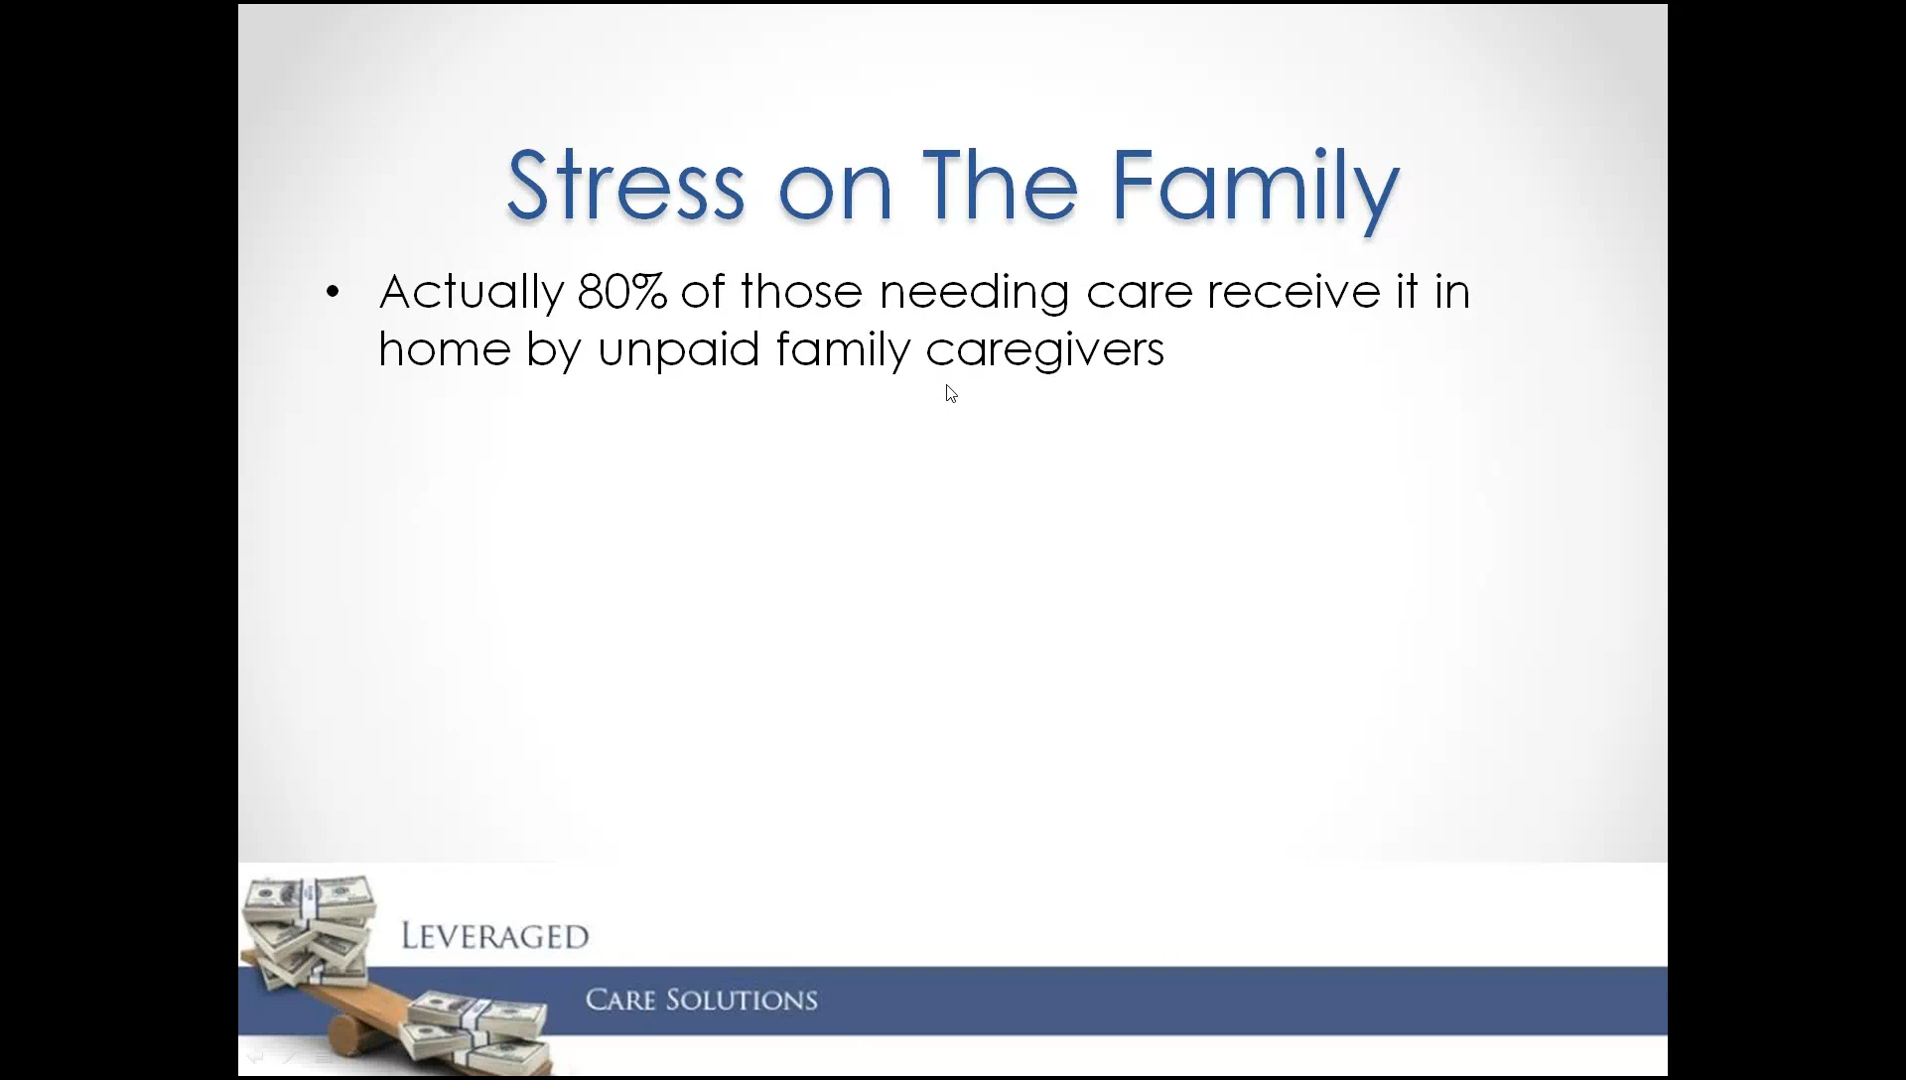 Stress on The Family
• Actually 80% of those needing care receive it in
home by unpaid family caregivers
LEVERAGED
CARE SOLUTIONS